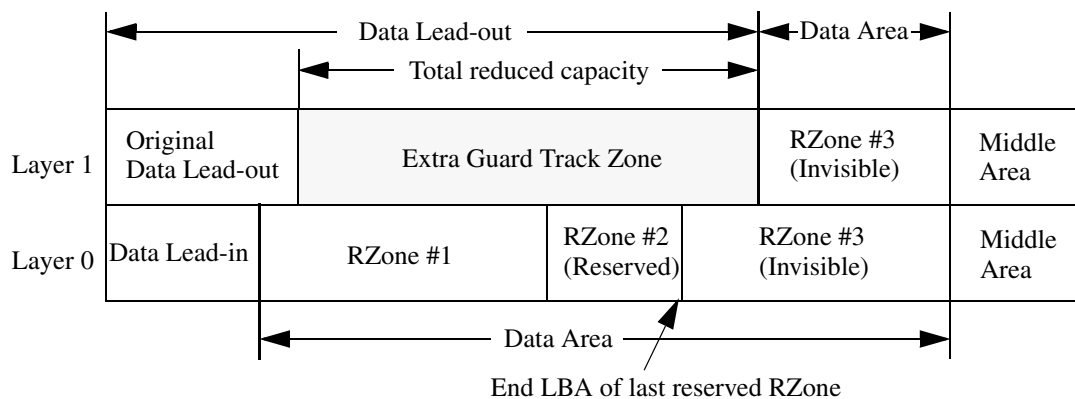 Data Lead-out
Data Area
Total reduced capacity
Layer 1
Original
Data Lead-out
Extra Guard Track Zone
RZone #3
(Invisible)
Middle
Area
Layer 0
Data Lead-in
RZone #1
RZone #2
(Reserved)
RZone #3
(Invisible)
Middle
Area
Data Area
End LBA of last reserved RZone